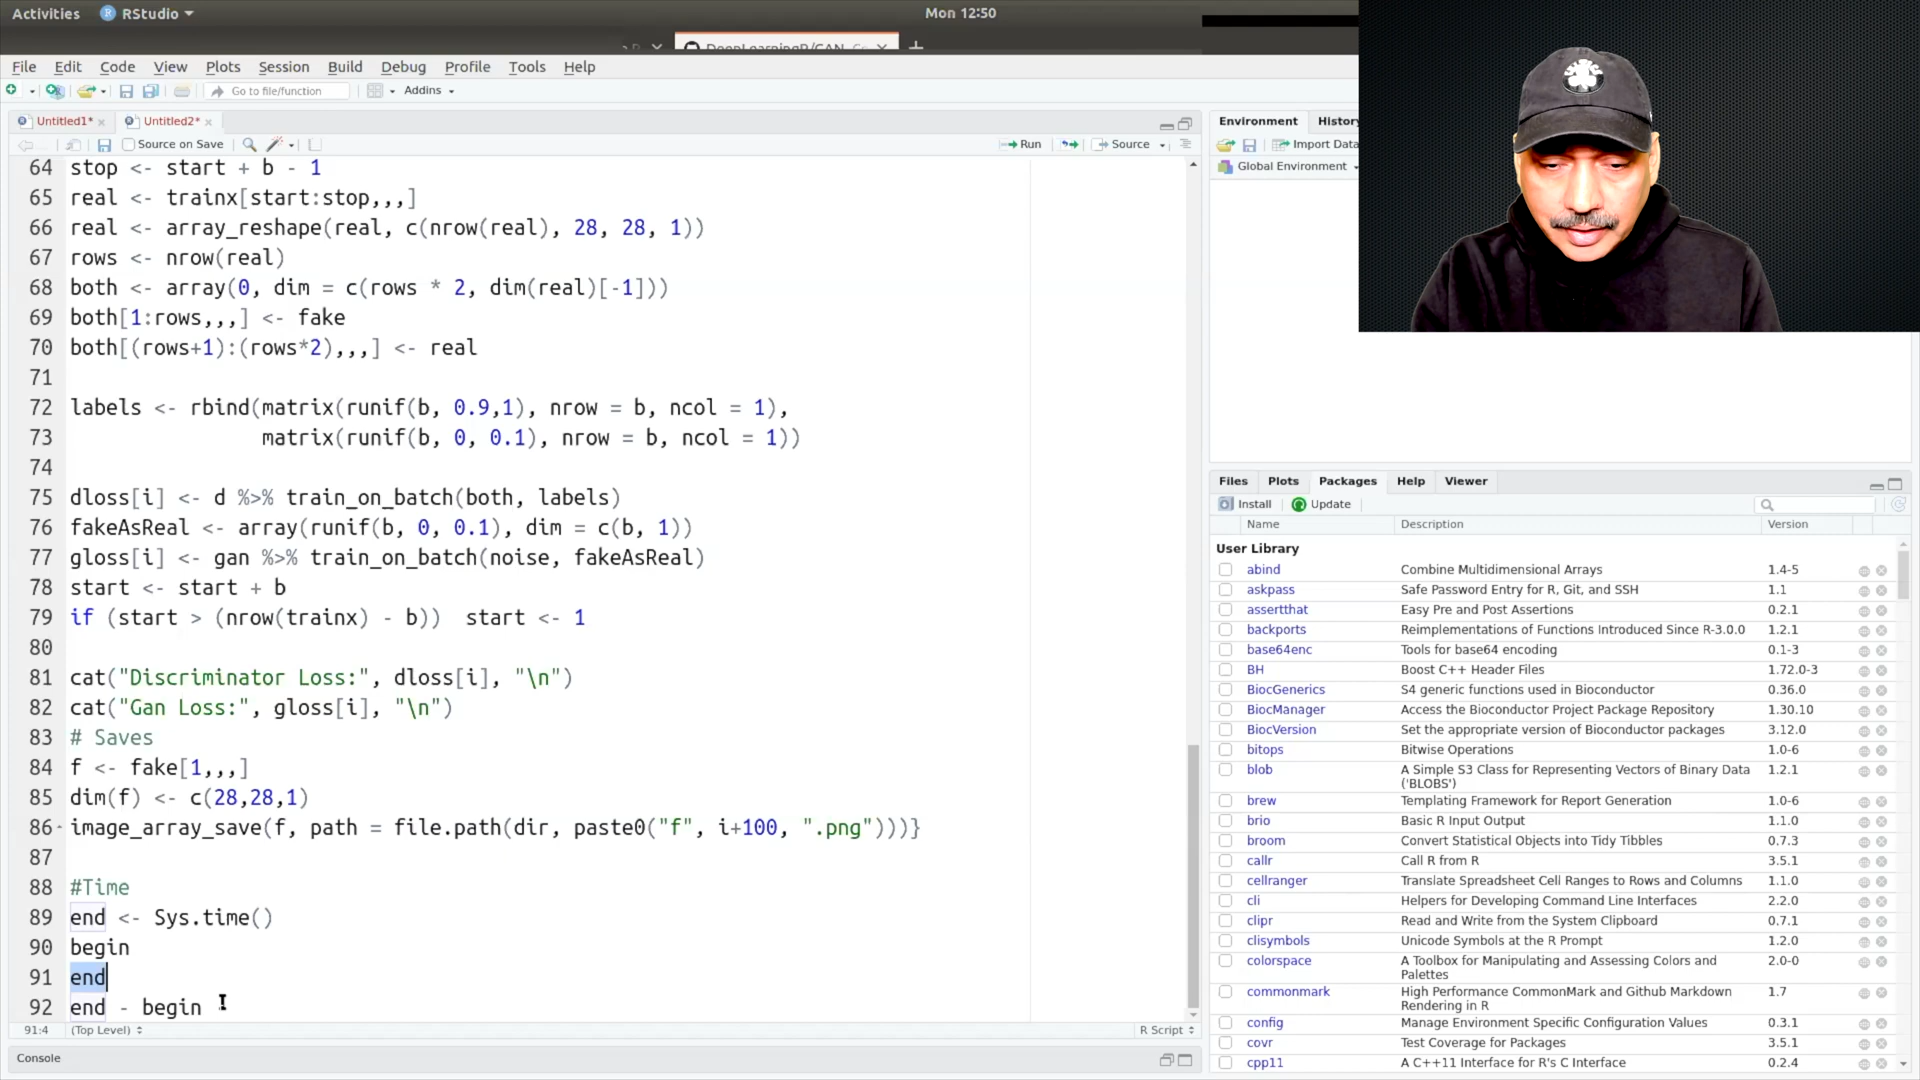 Activities RStudio Mon 12:50
DeepLearningR/GAN
File Edit Code View Plots Session Build Debug Profile Tools Help
Go to file/function Addins
Untitled1* Untitled2*
Source on Save Run Source
64 stop <- start + b - 1
65 real <- trainx[start:stop,,,]
66 real <- array_reshape(real, c(nrow(real), 28, 28, 1))
67 rows <- nrow(real)
68 both <- array(0, dim = c(rows * 2, dim(real)[-1]))
69 both[1:rows,,,] <- fake
70 both[(rows+1):(rows*2),,,] <- real
71
72 labels <- rbind(matrix(runif(b, 0.9,1), nrow = b, ncol = 1),
73 matrix(runif(b, 0, 0.1), nrow = b, ncol = 1))
74
75 dloss[i] <- d %>% train_on_batch(both, labels)
76 fakeAsReal <- array(runif(b, 0, 0.1), dim = c(b, 1))
77 gloss[i] <- gan %>% train_on_batch(noise, fakeAsReal)
78 start <- start + b
79 if (start > (nrow(trainx) - b)) start <- 1
80
81 cat("Discriminator Loss:", dloss[i], "\n")
82 cat("Gan Loss:", gloss[i], "\n")
83 # Saves
84 f <- fake[1,,,]
85 dim(f) <- c(28,28,1)
86 image_array_save(f, path = file.path(dir, paste0("f", i+100, ".png")))}
87
88 #Time
89 end <- Sys.time()
90 begin
91 end
92 end - begin
91:4 (Top Level) R Script
Console
Environment History
Import Data
Global Environment
Files Plots Packages Help Viewer
Install Update
Name Description Version
User Library
abind Combine Multidimensional Arrays 1.4-5
askpass Safe Password Entry for R, Git, and SSH 1.1
assertthat Easy Pre and Post Assertions 0.2.1
backports Reimplementations of Functions Introduced Since R-3.0.0 1.2.1
base64enc Tools for base64 encoding 0.1-3
BH Boost C++ Header Files 1.72.0-3
BiocGenerics S4 generic functions used in Bioconductor 0.36.0
BiocManager Access the Bioconductor Project Package Repository 1.30.10
BiocVersion Set the appropriate version of Bioconductor packages 3.12.0
bitops Bitwise Operations 1.0-6
blob A Simple S3 Class for Representing Vectors of Binary Data 1.2.1
('BLOBS')
brew Templating Framework for Report Generation 1.0-6
brio Basic R Input Output 1.1.0
broom Convert Statistical Objects into Tidy Tibbles 0.7.3
callr Call R from R 3.5.1
cellranger Translate Spreadsheet Cell Ranges to Rows and Columns 1.1.0
cli Helpers for Developing Command Line Interfaces 2.2.0
clipr Read and Write from the System Clipboard 0.7.1
clisymbols Unicode Symbols at the R Prompt 1.2.0
colorspace A Toolbox for Manipulating and Assessing Colors and 2.0-0
Palettes
commonmark High Performance CommonMark and Github Markdown 1.7
Rendering in R
config Manage Environment Specific Configuration Values 0.3.1
covr Test Coverage for Packages 3.5.1
cpp11 A C++11 Interface for R's C Interface 0.2.4